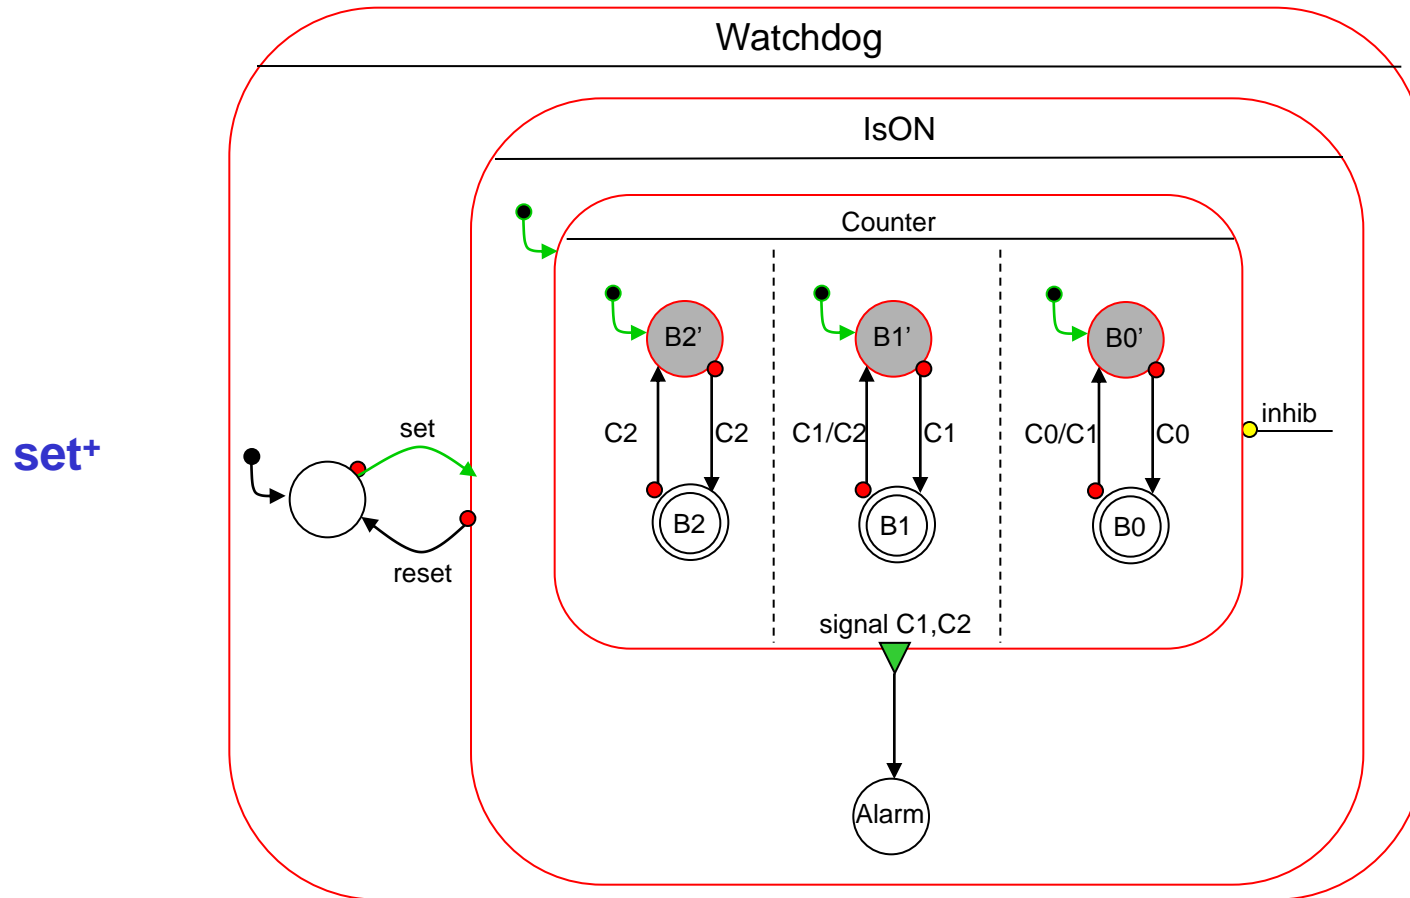 Watchdog
IsON
Counter
B2’ B1’ B0’
set+
set
C2 C2 C1/C2 C1 C0/C1 C0
inhib
B2 B1 B0
reset
signal C1,C2
Alarm